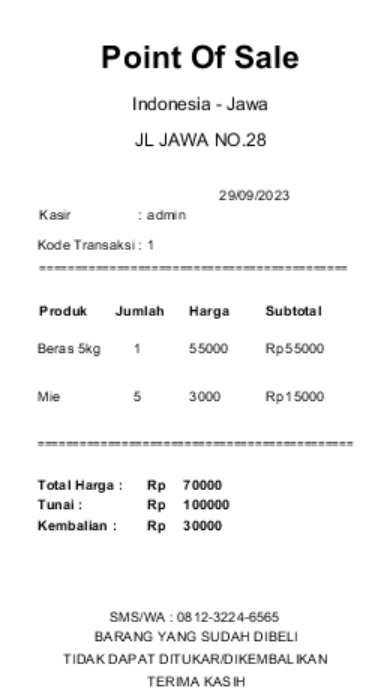 Point Of Sale
Indonesia - Jawa
JL JAWA NO.28
29/09/2023
Kasir : admin
Kode Transaksi : 1
============================================
Produk Jumlah Harga Subtotal
Beras 5kg 1 55000 Rp55000
Mie 5 3000 Rp15000
=============================================
Total Harga : Rp 70000
Tunai : Rp 100000
Kembalian : Rp 30000
SMS/WA : 0812-3224-6565
BARANG YANG SUDAH DIBELI
TIDAK DAPAT DITUKAR/DIKEMBALIKAN
TERIMA KASIH